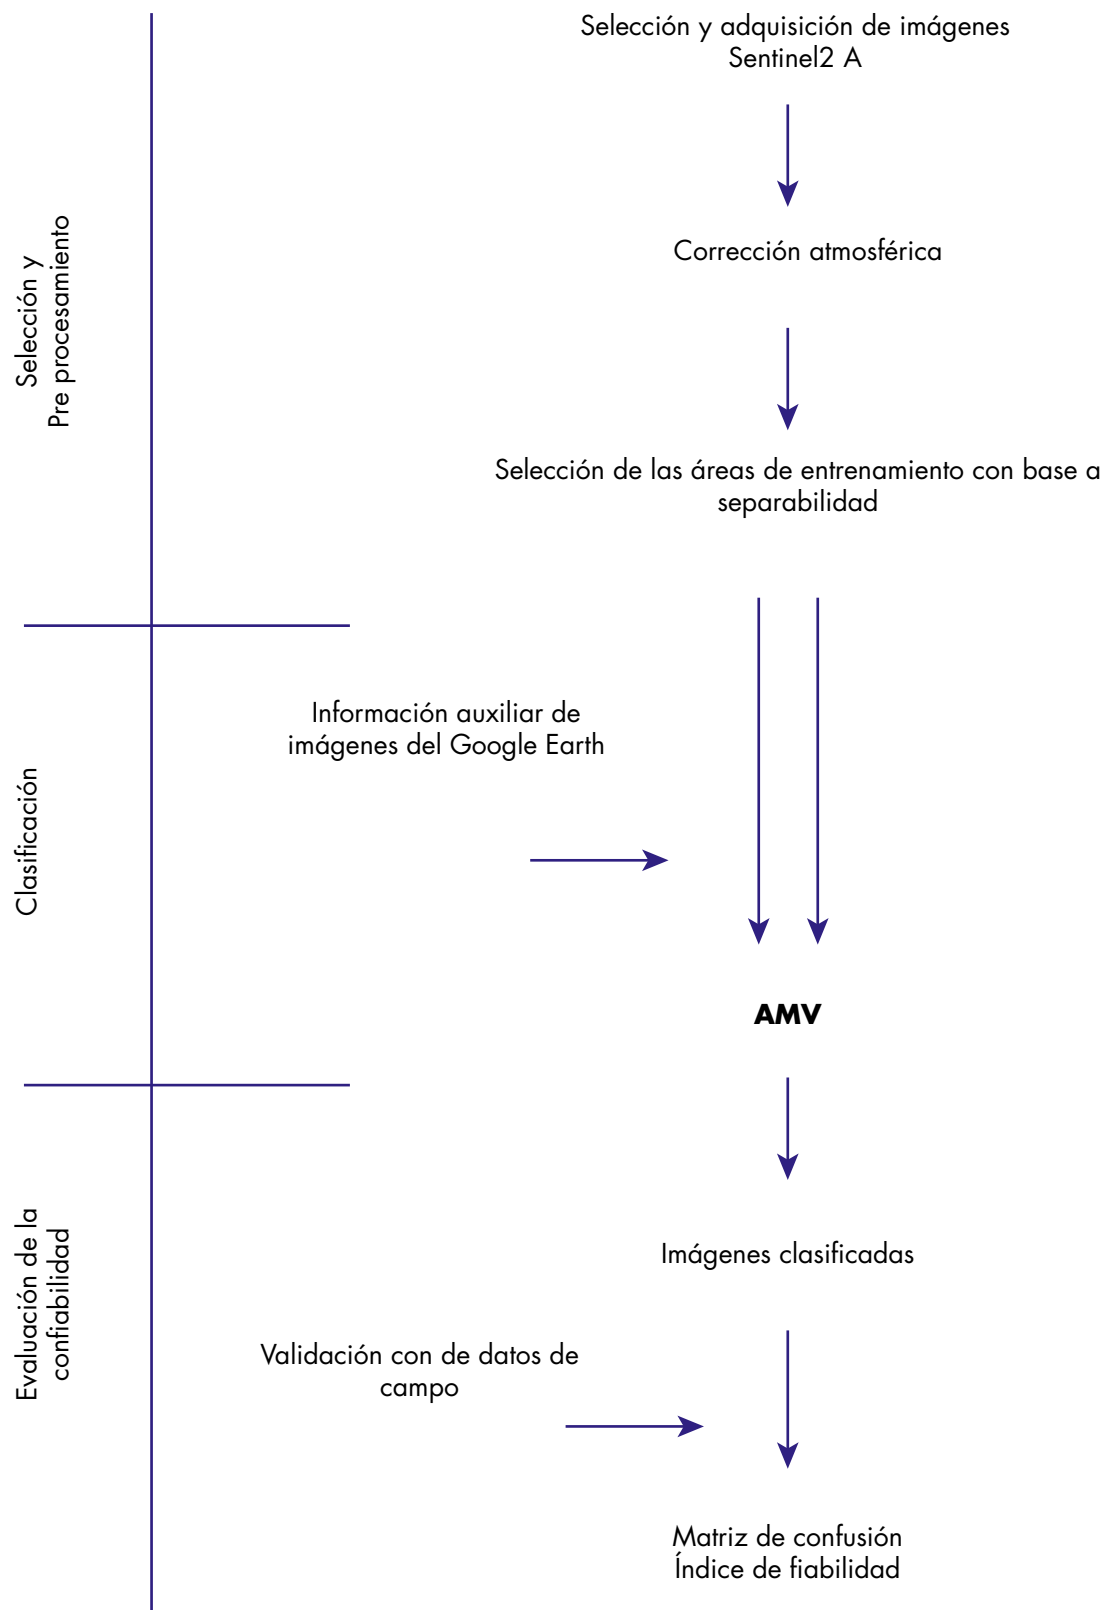 Selección y adquisición de imágenes
Sentinel2 A
Corrección atmosférica
Selección y
Pre procesamiento
Selección de las áreas de entrenamiento con base a
separabilidad
Información auxiliar de
imágenes del Google Earth
Clasificación
AMV
Imágenes clasificadas
Evaluación de la
confiabilidad
Validación con de datos de
campo
Matriz de confusión
Índice de fiabilidad